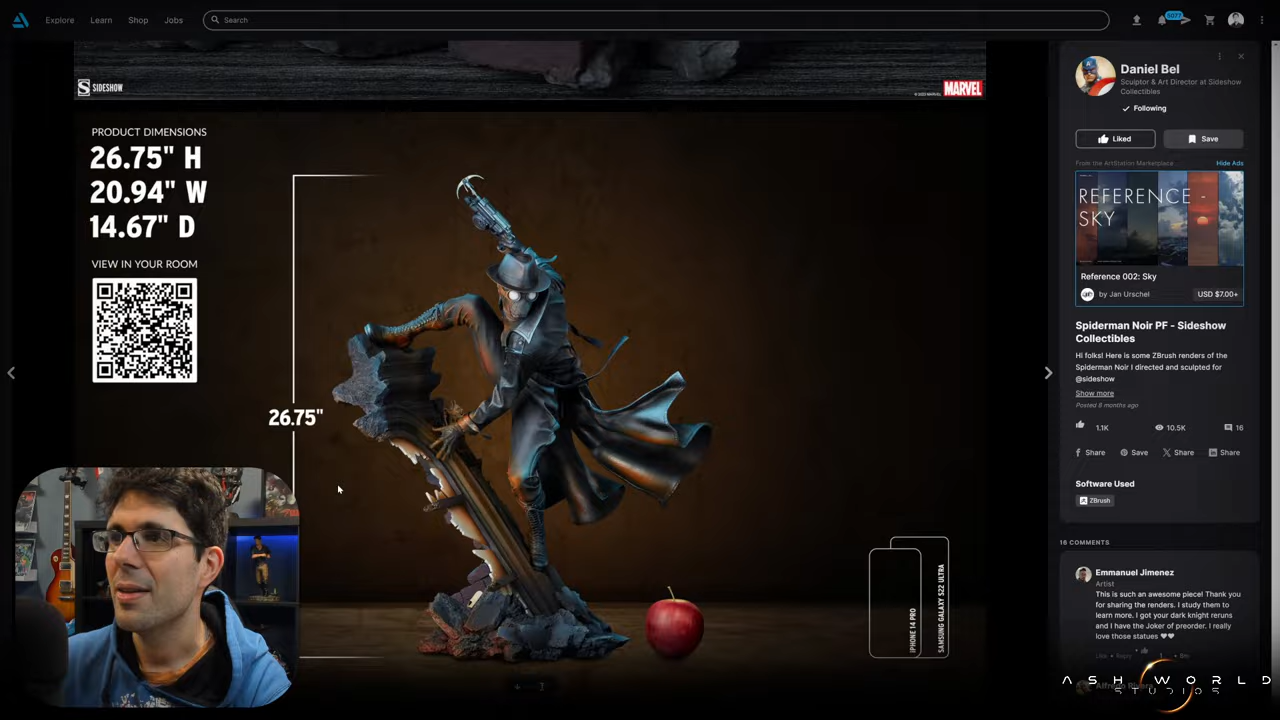 Explore Learn Shop Jobs
Search
SIDESHOW
MARVEL
PRODUCT DIMENSIONS
26.75" H
20.94" W
14.67" D
VIEW IN YOUR ROOM
26.75"
IPHONE 14 PRO
SAMSUNG GALAXY S22 ULTRA
Daniel Bel
Sculptor & Art Director at Sideshow
Collectibles
Following
Liked
Save
From the ArtStation Marketplace
Hide Ads
REFERENCE -
SKY
Reference 002: Sky
by Jan Urschel
USD $7.00+
Spiderman Noir PF - Sideshow
Collectibles
Hi folks! Here is some ZBrush renders of the
Spiderman Noir I directed and sculpted for
@sideshow
Show more
Posted 8 months ago
1.1K 10.5K 16
Share Save Share Share
Software Used
ZBrush
16 COMMENTS
Emmanuel Jimenez
Artist
This is such an awesome piece! Thank you
for sharing the renders. I study them to
learn more. I got your dark knight reruns
and I have the Joker of preorder. I really
love those statues
ASH WORLD
STUDIOS